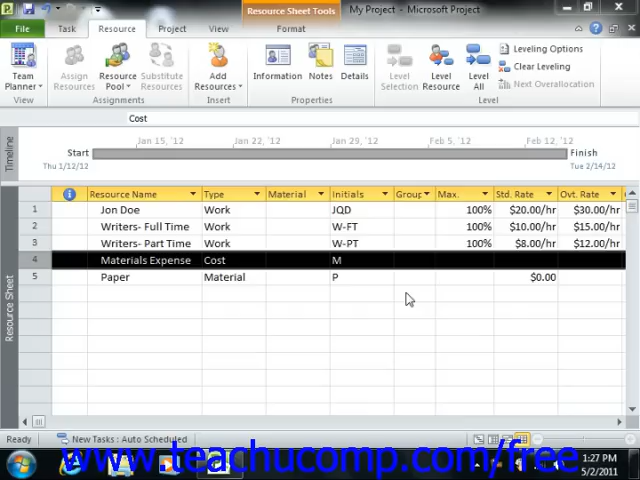 Resource Sheet Tools
My Project - Microsoft Project
File Task Resource Project View Format
Team Planner
Assign Resources
Resource Pool
Substitute Resources
Add Resources
Information
Notes
Details
Level Selection
Level Resource
Level All
Leveling Options
Clear Leveling
Next Overallocation
View Assignments Insert Properties Level
Cost
Timeline
Jan 15, '12 Jan 22, '12 Jan 29, '12 Feb 5, '12 Feb 12, '12
Start Finish
Thu 1/12/12 Tue 2/14/12
Resource Name Type Material Initials Group Max. Std. Rate Ovt. Rate
1 Jon Doe Work JQD 100% $20.00/hr $30.00/hr
2 Writers- Full Time Work W-FT 100% $10.00/hr $15.00/hr
3 Writers- Part Time Work W-PT 100% $8.00/hr $12.00/hr
4 Materials Expense Cost M
5 Paper Material P $0.00
Resource Sheet
Ready New Tasks : Auto Scheduled
www.teachucomp.com/free
1:27 PM
5/2/2011